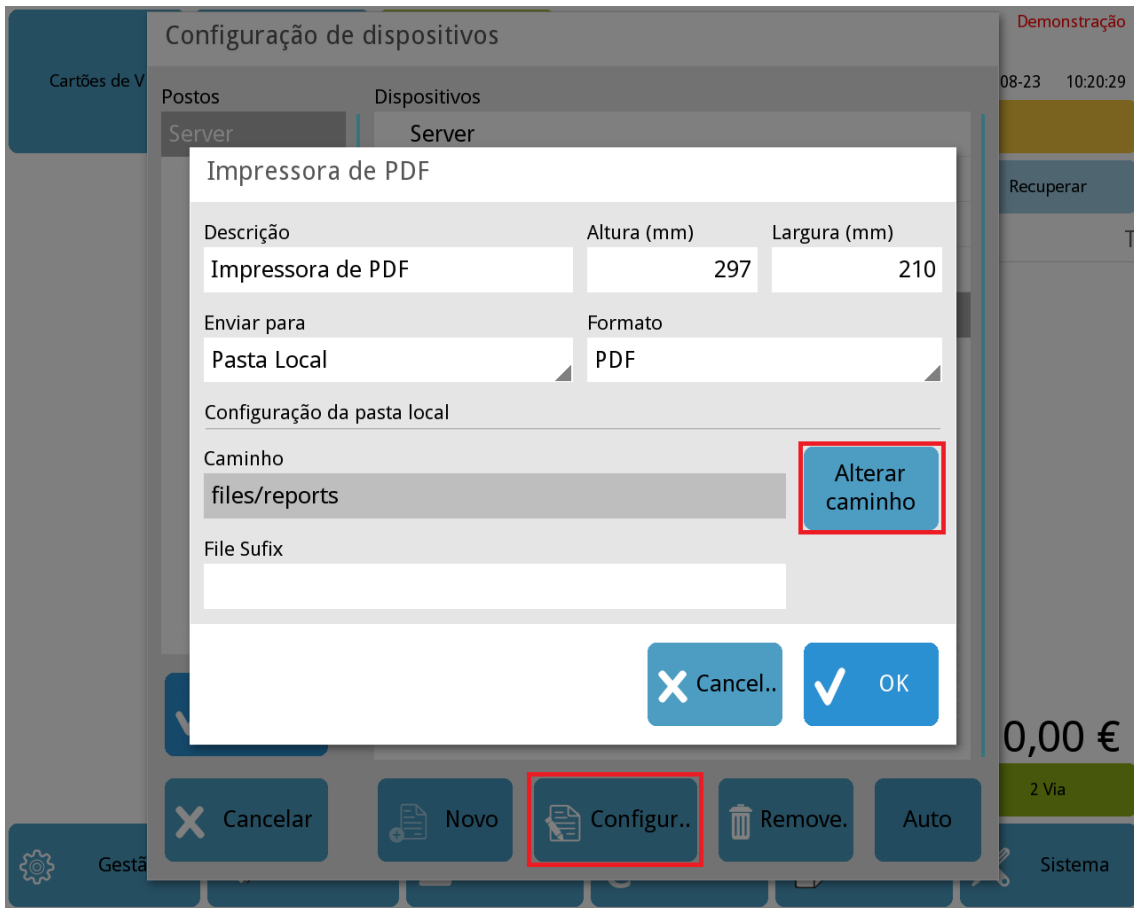 Demonstração
Configuração de dispositivos
Cartões de V
08-23 10:20:29
Postos
Dispositivos
Server
Server
Impressora de PDF
Recuperar
Descrição
Altura (mm)
Largura (mm)
Impressora de PDF
297
210
Enviar para
Formato
Pasta Local
PDF
Configuração da pasta local
Caminho
files/reports
Alterar
caminho
File Sufix
Cancel..
OK
0,00 €
2 Via
Cancelar
Novo
Configur..
Remove.
Auto
Gestã
Sistema